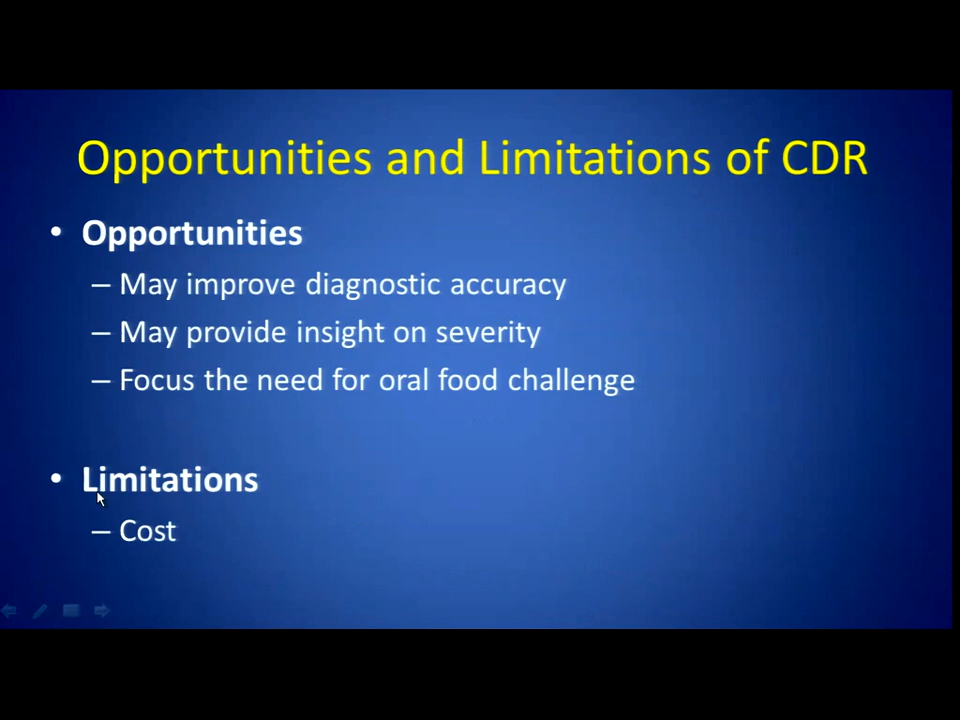 Opportunities and Limitations of CDR
• Opportunities
– May improve diagnostic accuracy
– May provide insight on severity
– Focus the need for oral food challenge
• Limitations
– Cost